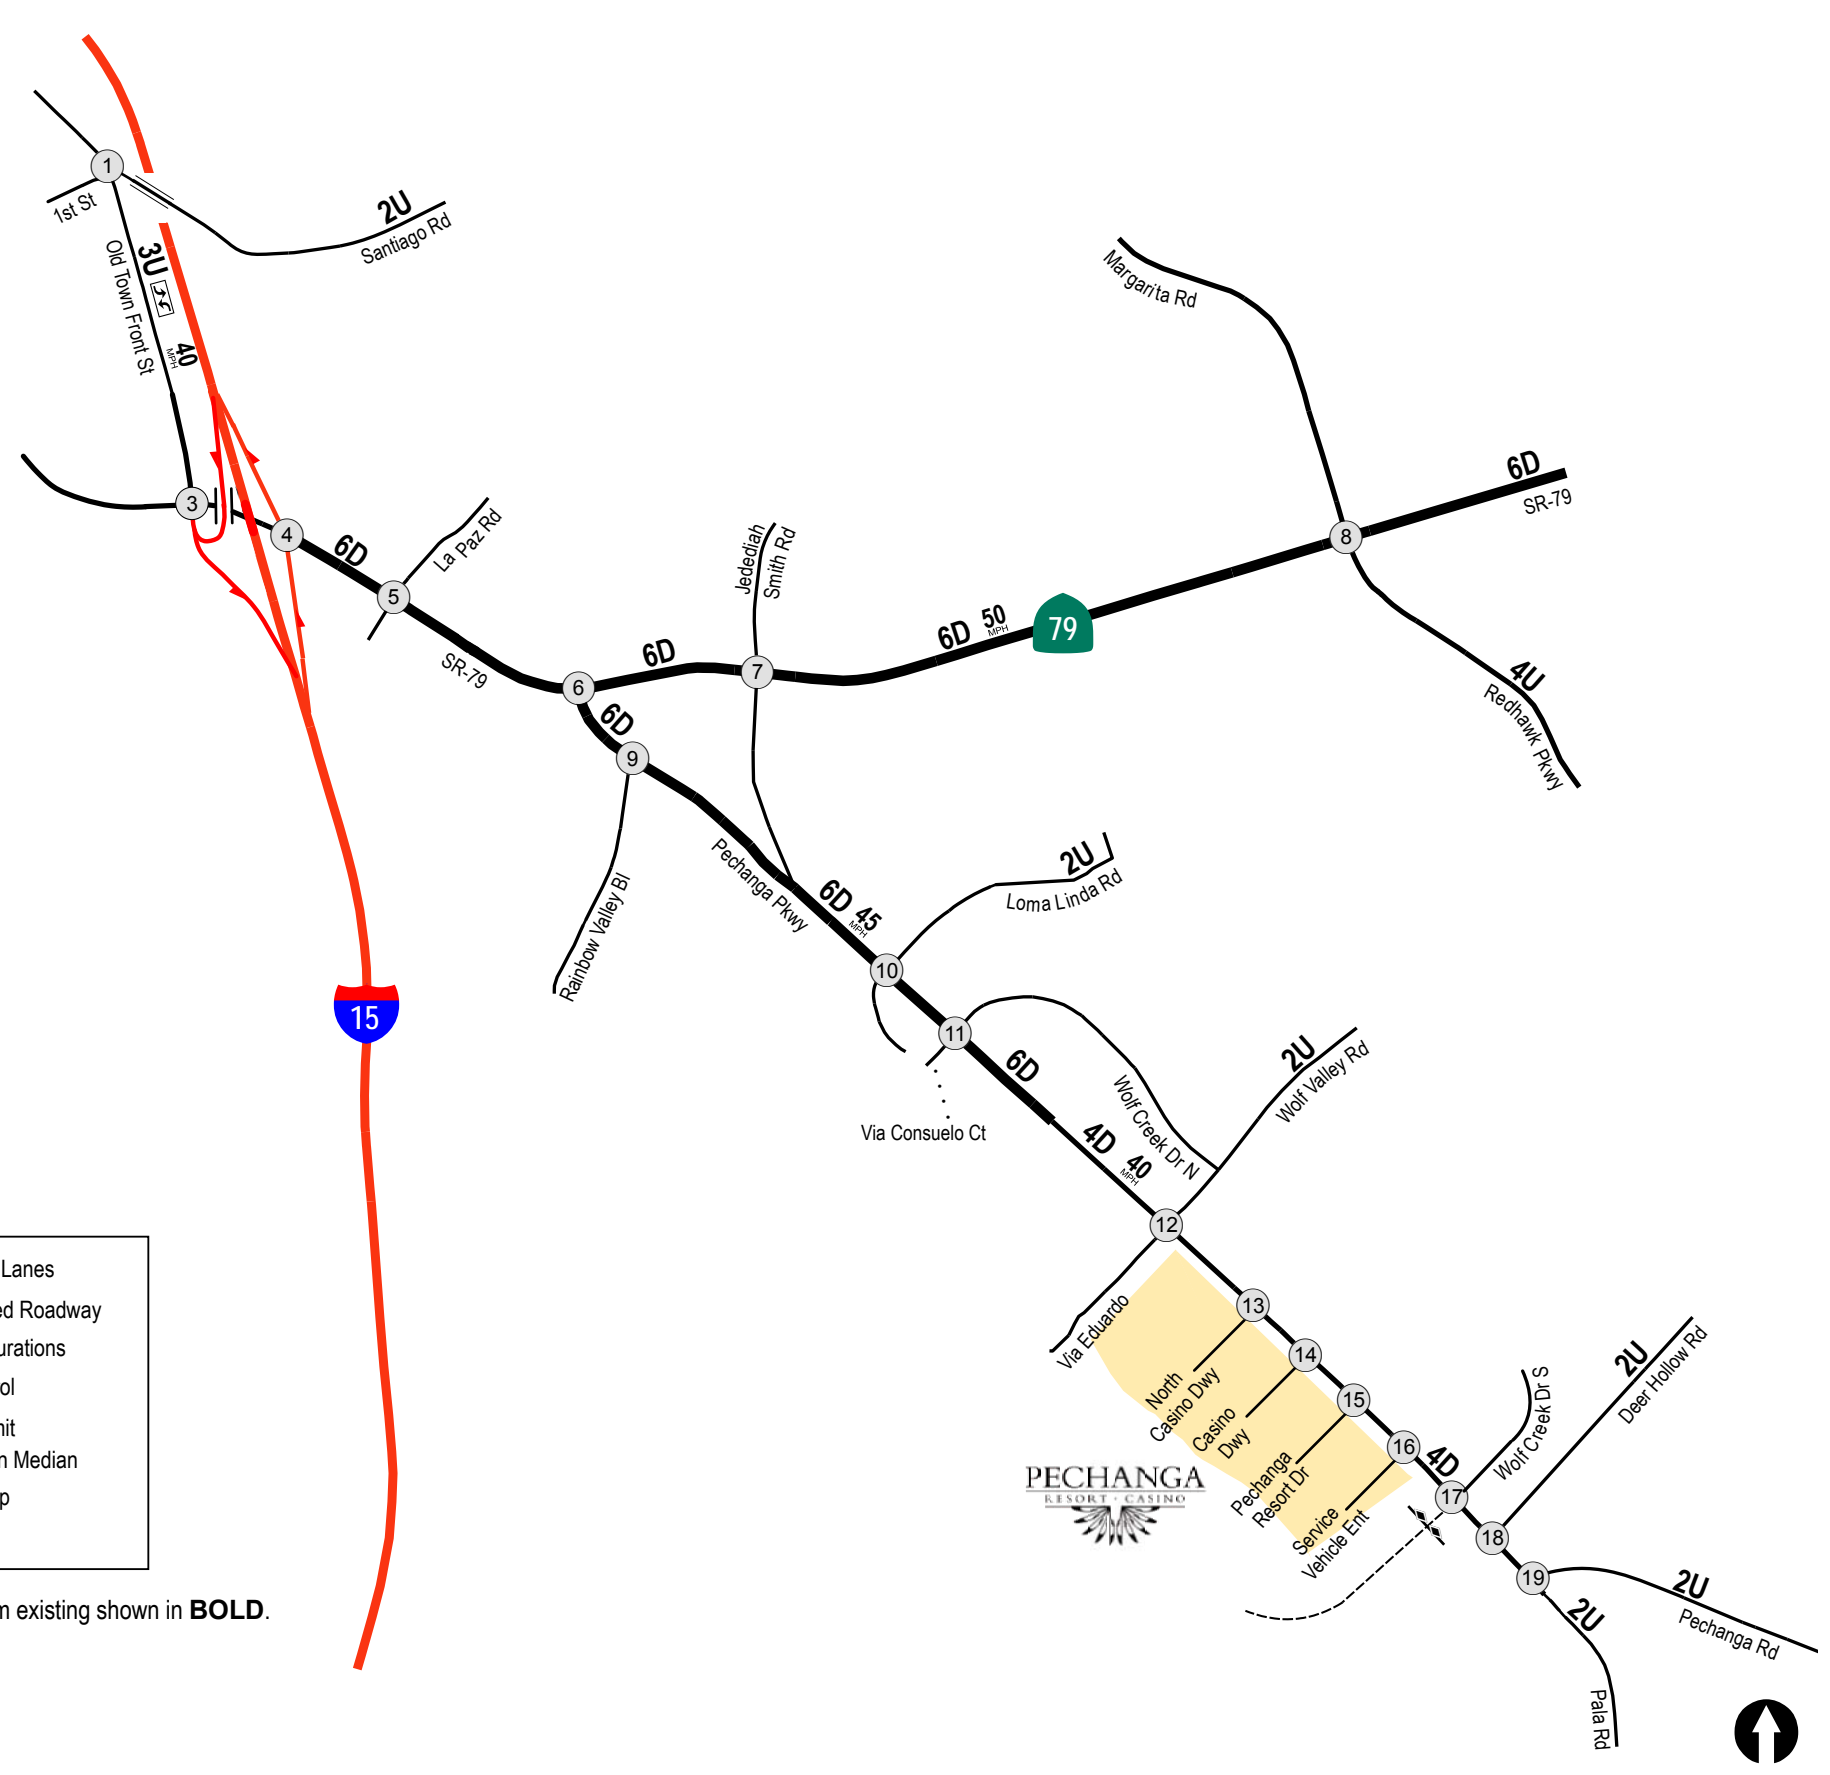 1
1st St
2U
Santiago Rd
3U
Old Town Front St
40
MPH
3
4
6D
5
La Paz Rd
SR-79
6
6D
7
Jedediah
Smith Rd
6D
50
MPH
79
Margarita Rd
8
6D
SR-79
4U
Redhawk Pkwy
6D
9
Rainbow Valley Bl
Pechanga Pkwy
6D
45
MPH
2U
Loma Linda Rd
10
11
15
6D
Via Consuelo Ct
Wolf Creek Dr N
2U
Wolf Valley Rd
4D
40
MPH
12
Via Eduardo
13
14
15
16
North
Casino Dwy
Casino
Dwy
Pechanga
Resort Dr
Service
Vehicle Ent
4D
17
Wolf Creek Dr S
2U
Deer Hollow Rd
18
19
2U
Pechanga Rd
2U
Pala Rd
PECHANGA
RESORT · CASINO
Lanes
ed Roadway
urations
ol
nit
n Median
p
m existing shown in BOLD.